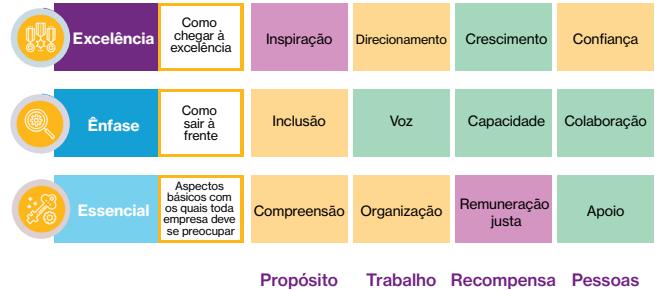 Excelência
Como
chegar à
excelência
Inspiração
Direcionamento
Crescimento
Confiança
Ênfase
Como
sair à
frente
Inclusão
Voz
Capacidade
Colaboração
Essencial
Aspectos
básicos com
os quais toda
empresa deve
se preocupar
Compreensão
Organização
Remuneração
justa
Apoio
Propósito
Trabalho
Recompensa
Pessoas